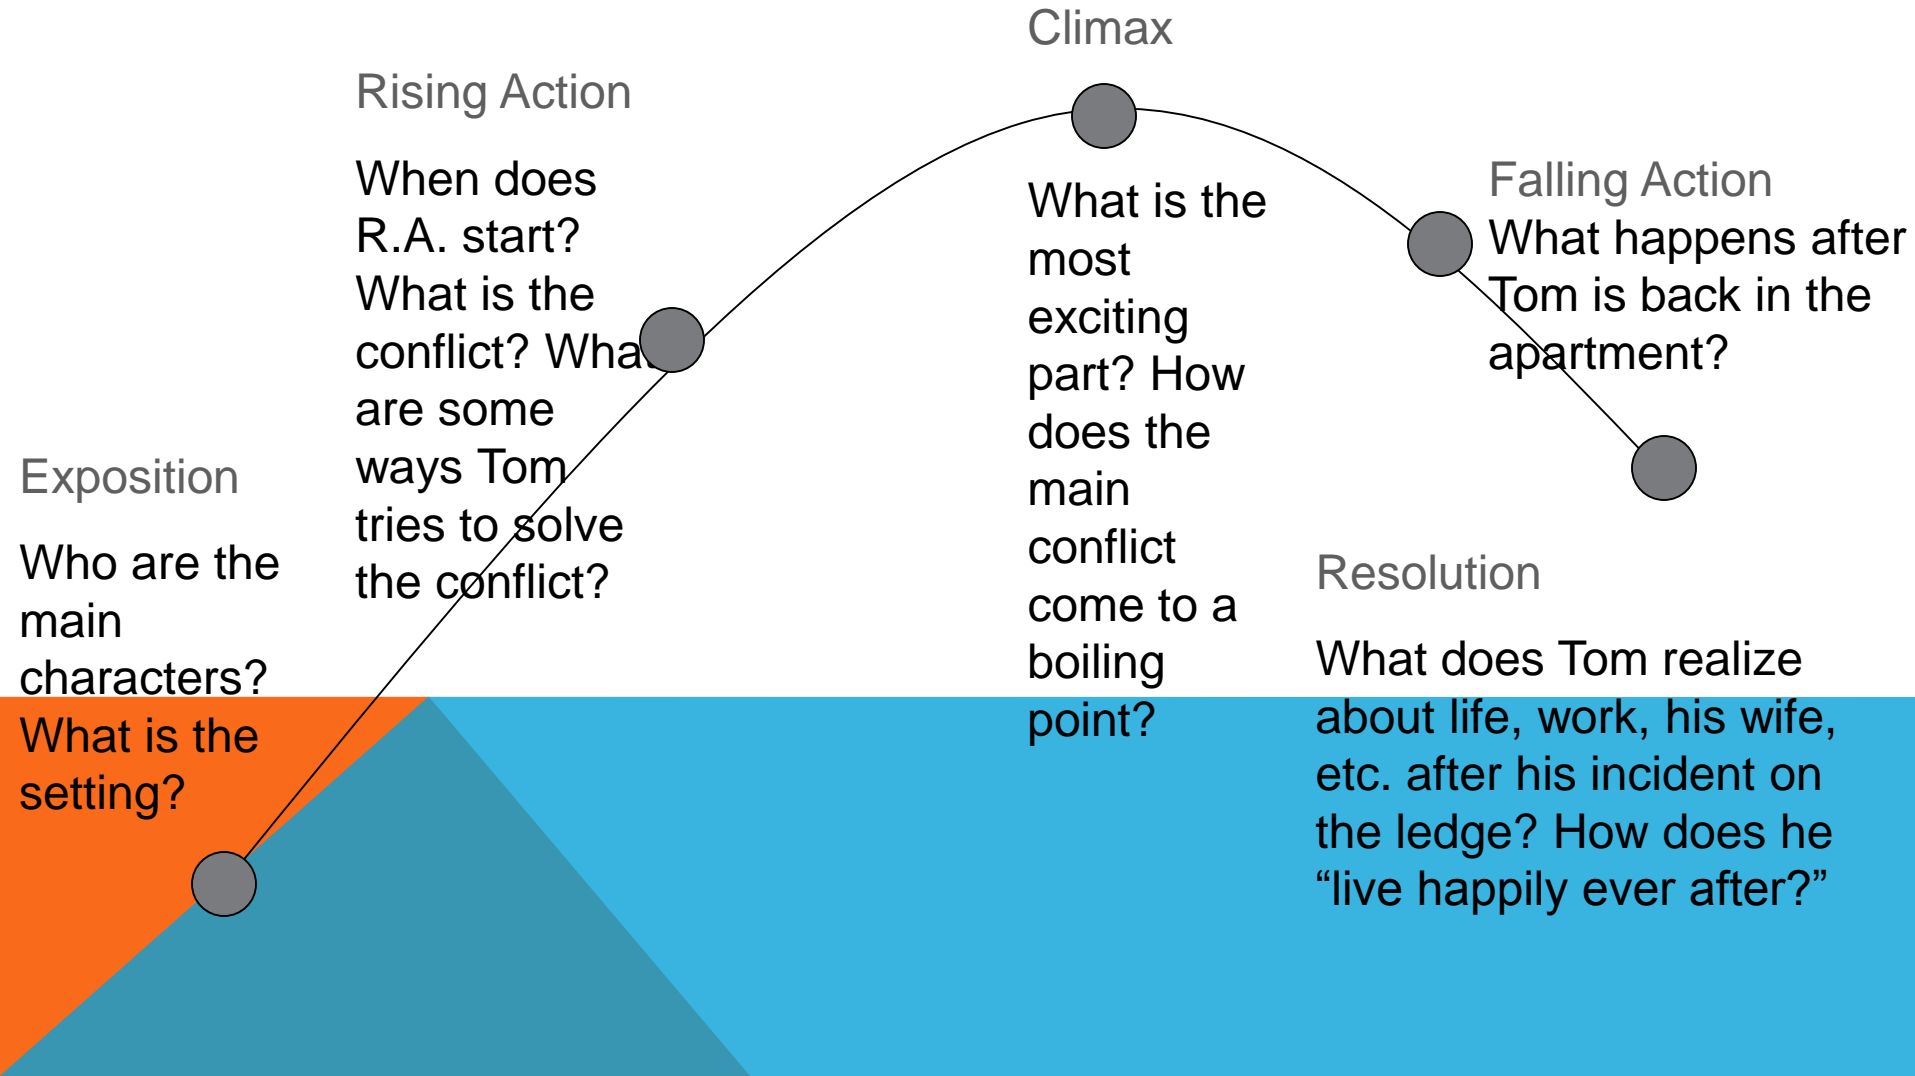 Exposition
Who are the
main
characters?
What is the
setting?
Rising Action
When does
R.A. start?
What is the
conflict? What
are some
ways Tom
tries to solve
the conflict?
Climax
What is the
most
exciting
part? How
does the
main
conflict
come to a
boiling
point?
Falling Action
What happens after
Tom is back in the
apartment?
Resolution
What does Tom realize
about life, work, his wife,
etc. after his incident on
the ledge? How does he
“live happily ever after?”